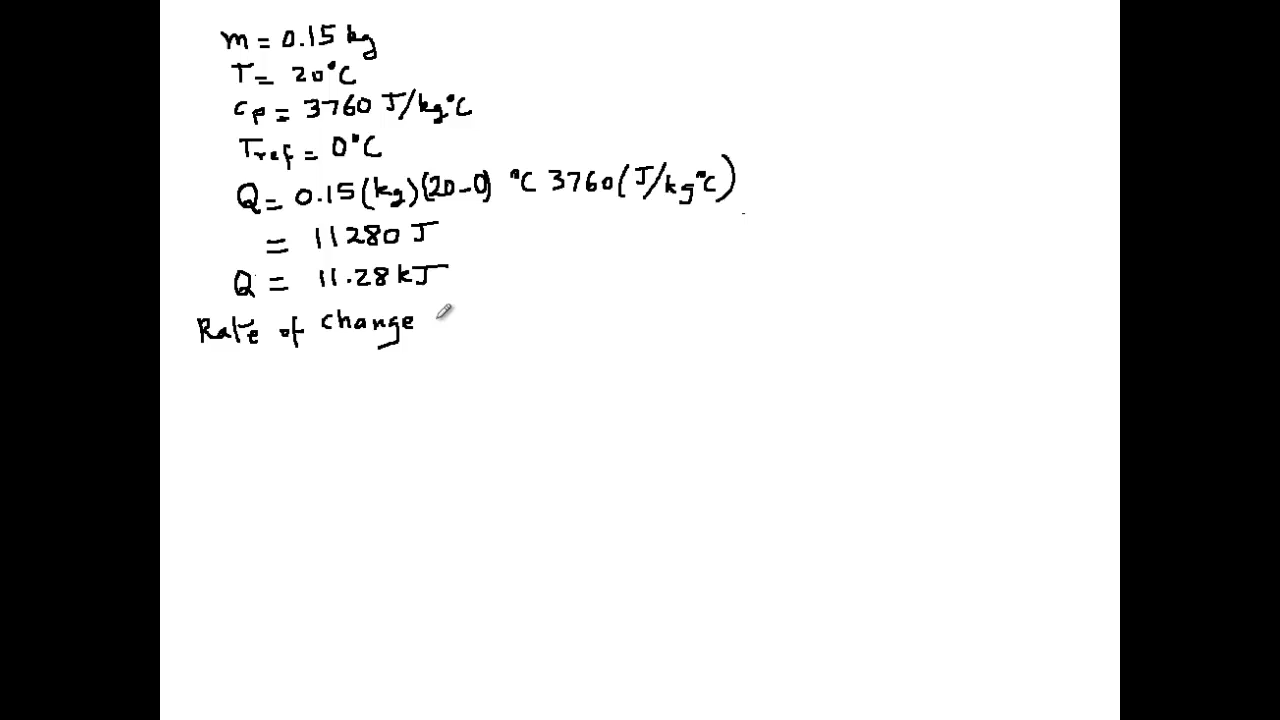 m = 0.15 kg
T = 20°C
cp = 3760 J/kg°C
Tref = 0°C
Q = 0.15(kg)(20-0) °C 3760(J/kg°C)
= 11280 J
Q = 11.28 kJ
Rate of change